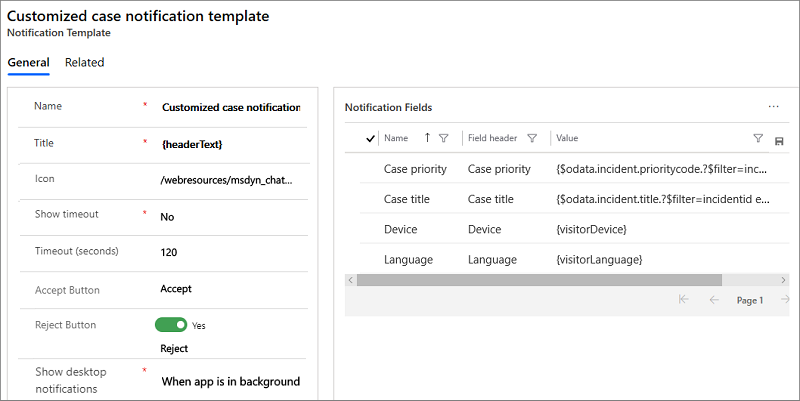 Customized case notification template
Notification Template
General Related
Name * Customized case notification
Title * {headerText}
Icon /webresources/msdyn_chat...
Show timeout * No
Timeout (seconds) 120
Accept Button Accept
Reject Button Yes
Reject
Show desktop * When app is in background
notifications
Notification Fields ...
Name ↑ Field header Value
Case priority Case priority {$odata.incident.prioritycode.?$filter=inc...
Case title Case title {$odata.incident.title.?$filter=incidentid e...
Device Device {visitorDevice}
Language Language {visitorLanguage}
Page 1